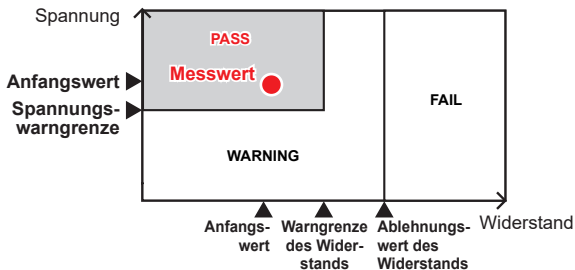 Spannung
PASS
Messwert
Anfangswert
Spannungs-
warngrenze
FAIL
WARNING
Widerstand
Anfangs-
wert
Warngrenze
des Wider-
stands
Ablehnungs-
wert des
Widerstands